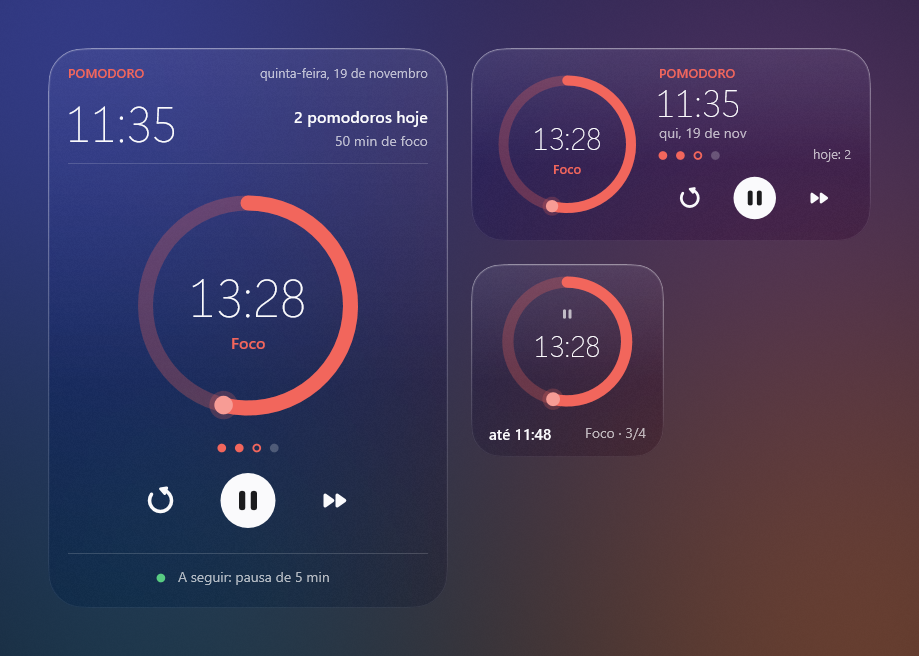 POMODORO
quinta-feira, 19 de novembro
11:35
2 pomodoros hoje
50 min de foco
13:28
Foco
A seguir: pausa de 5 min
POMODORO
11:35
qui, 19 de nov
hoje: 2
13:28
Foco
13:28
até 11:48
Foco · 3/4